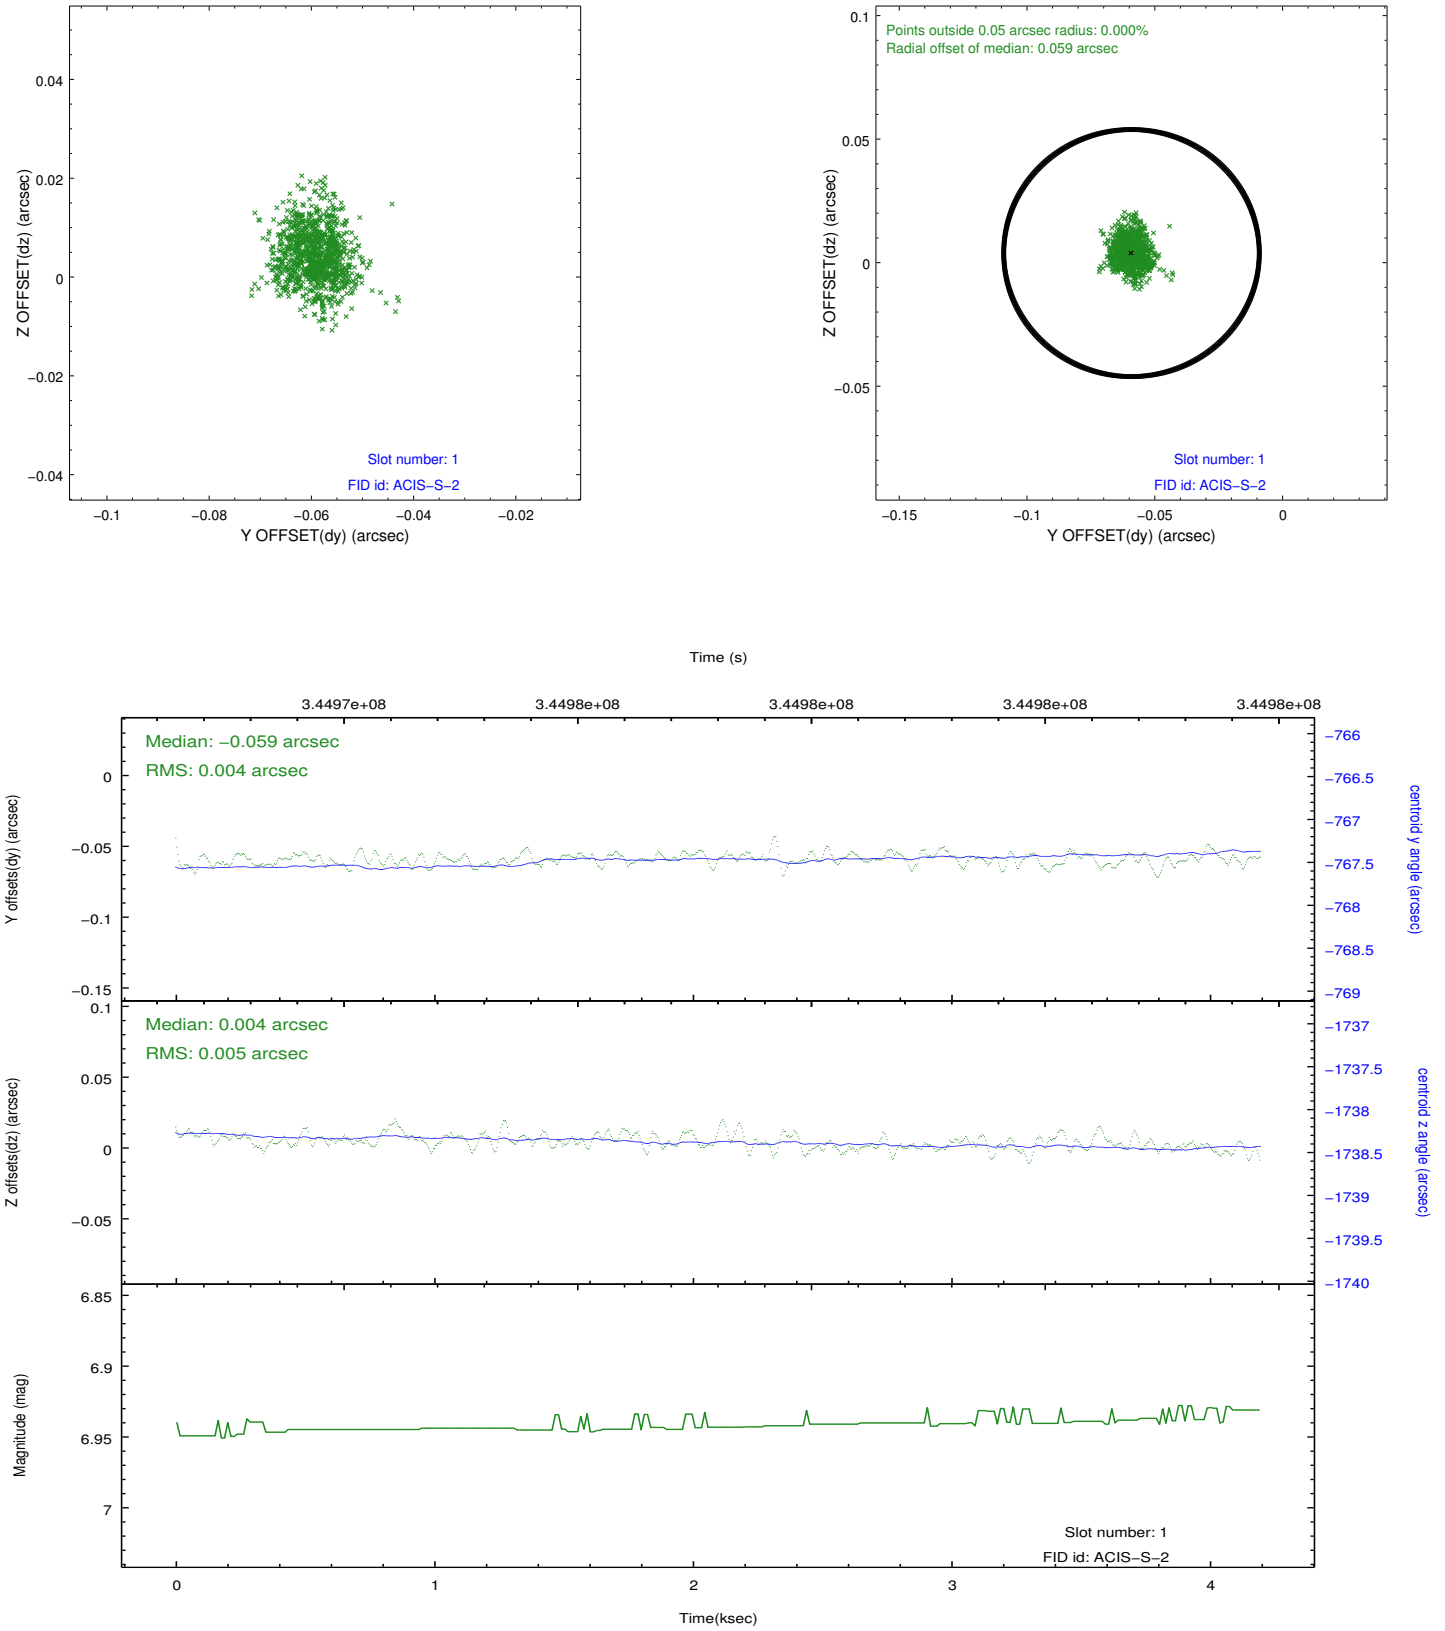 0.04
0.02
0
−0.02
−0.04
Z OFFSET(dz) (arcsec)
Slot number: 1
FID id: ACIS−S−2
−0.1
−0.08
−0.06
−0.04
−0.02
Y OFFSET(dy) (arcsec)
Points outside 0.05 arcsec radius: 0.000%
Radial offset of median: 0.059 arcsec
0.1
0.05
0
−0.05
Z OFFSET(dz) (arcsec)
Slot number: 1
FID id: ACIS−S−2
−0.15
−0.1
−0.05
0
Y OFFSET(dy) (arcsec)
Time (s)
3.4497e+08
3.4498e+08
3.4498e+08
3.4498e+08
3.4498e+08
Median: −0.059 arcsec
RMS: 0.004 arcsec
0
−0.05
−0.1
−0.15
Y offsets(dy) (arcsec)
−766
−766.5
−767
−767.5
−768
−768.5
−769
centroid y angle (arcsec)
Median: 0.004 arcsec
RMS: 0.005 arcsec
0.1
0.05
0
−0.05
Z offsets(dz) (arcsec)
−1737
−1737.5
−1738
−1738.5
−1739
−1739.5
−1740
centroid z angle (arcsec)
6.85
6.9
6.95
7
Magnitude (mag)
Slot number: 1
FID id: ACIS−S−2
0
1
2
3
4
Time(ksec)